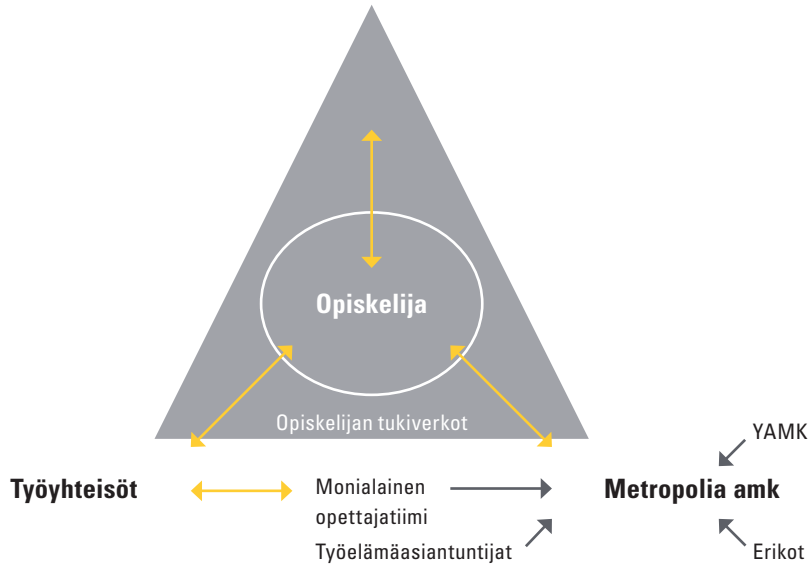 Opiskelija
Opiskelijan tukiverkot
YAMK
Työyhteisöt
Monialainen
opettajatiimi
Metropolia amk
Työelämäasiantuntijat
Erikot